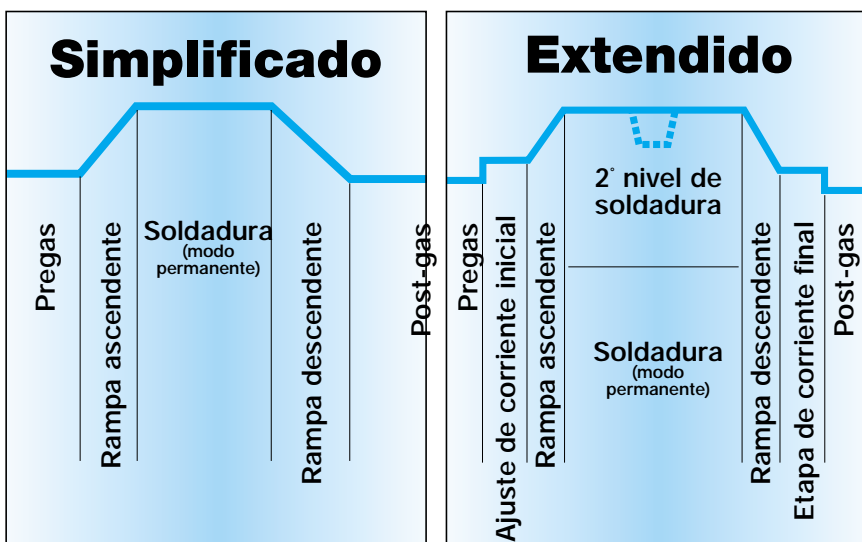 Simplificado
Pregas
Rampa ascendente
Soldadura
(modo
permanente)
Rampa descendente
Post-gas
Extendido
Pregas
Ajuste de corriente inicial
Rampa ascendente
2° nivel de
soldadura
Soldadura
(modo
permanente)
Rampa descendente
Etapa de corriente final
Post-gas